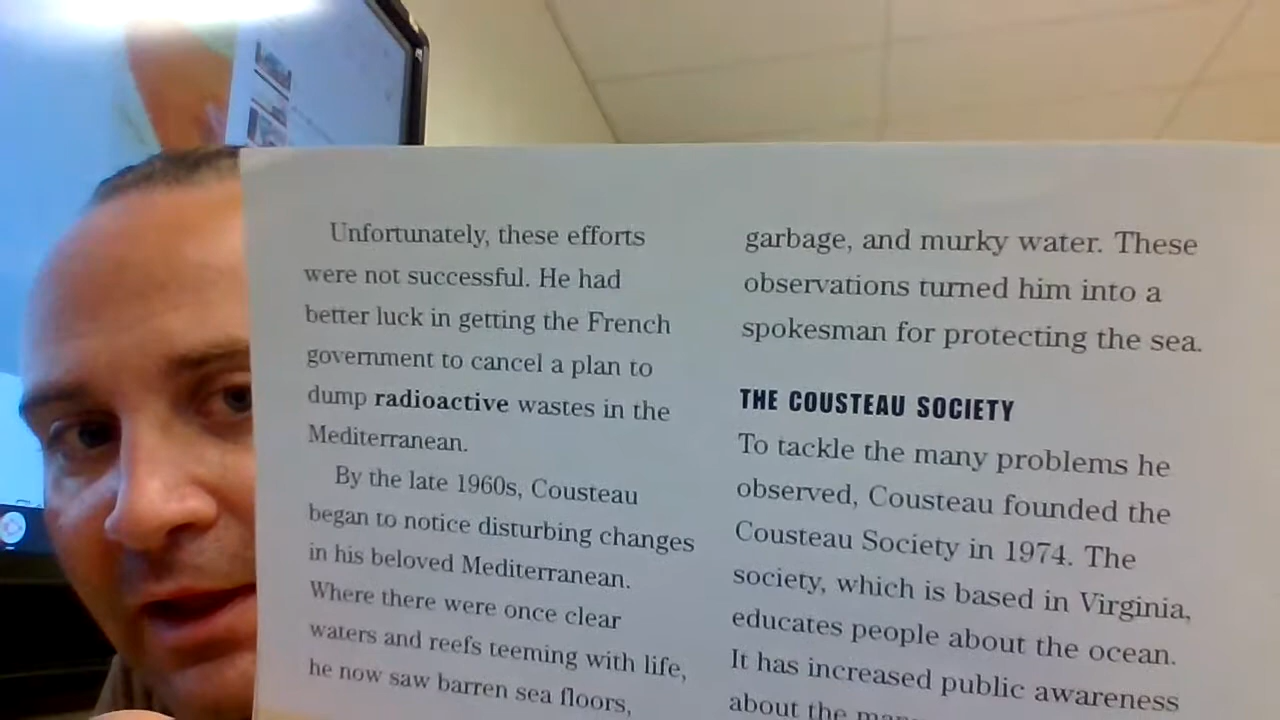 Unfortunately, these efforts
were not successful. He had
better luck in getting the French
government to cancel a plan to
dump radioactive wastes in the
Mediterranean.
By the late 1960s, Cousteau
began to notice disturbing changes
in his beloved Mediterranean.
Where there were once clear
waters and reefs teeming with life,
he now saw barren sea floors,
garbage, and murky water. These
observations turned him into a
spokesman for protecting the sea.
THE COUSTEAU SOCIETY
To tackle the many problems he
observed, Cousteau founded the
Cousteau Society in 1974. The
society, which is based in Virginia,
educates people about the ocean.
It has increased public awareness
about the